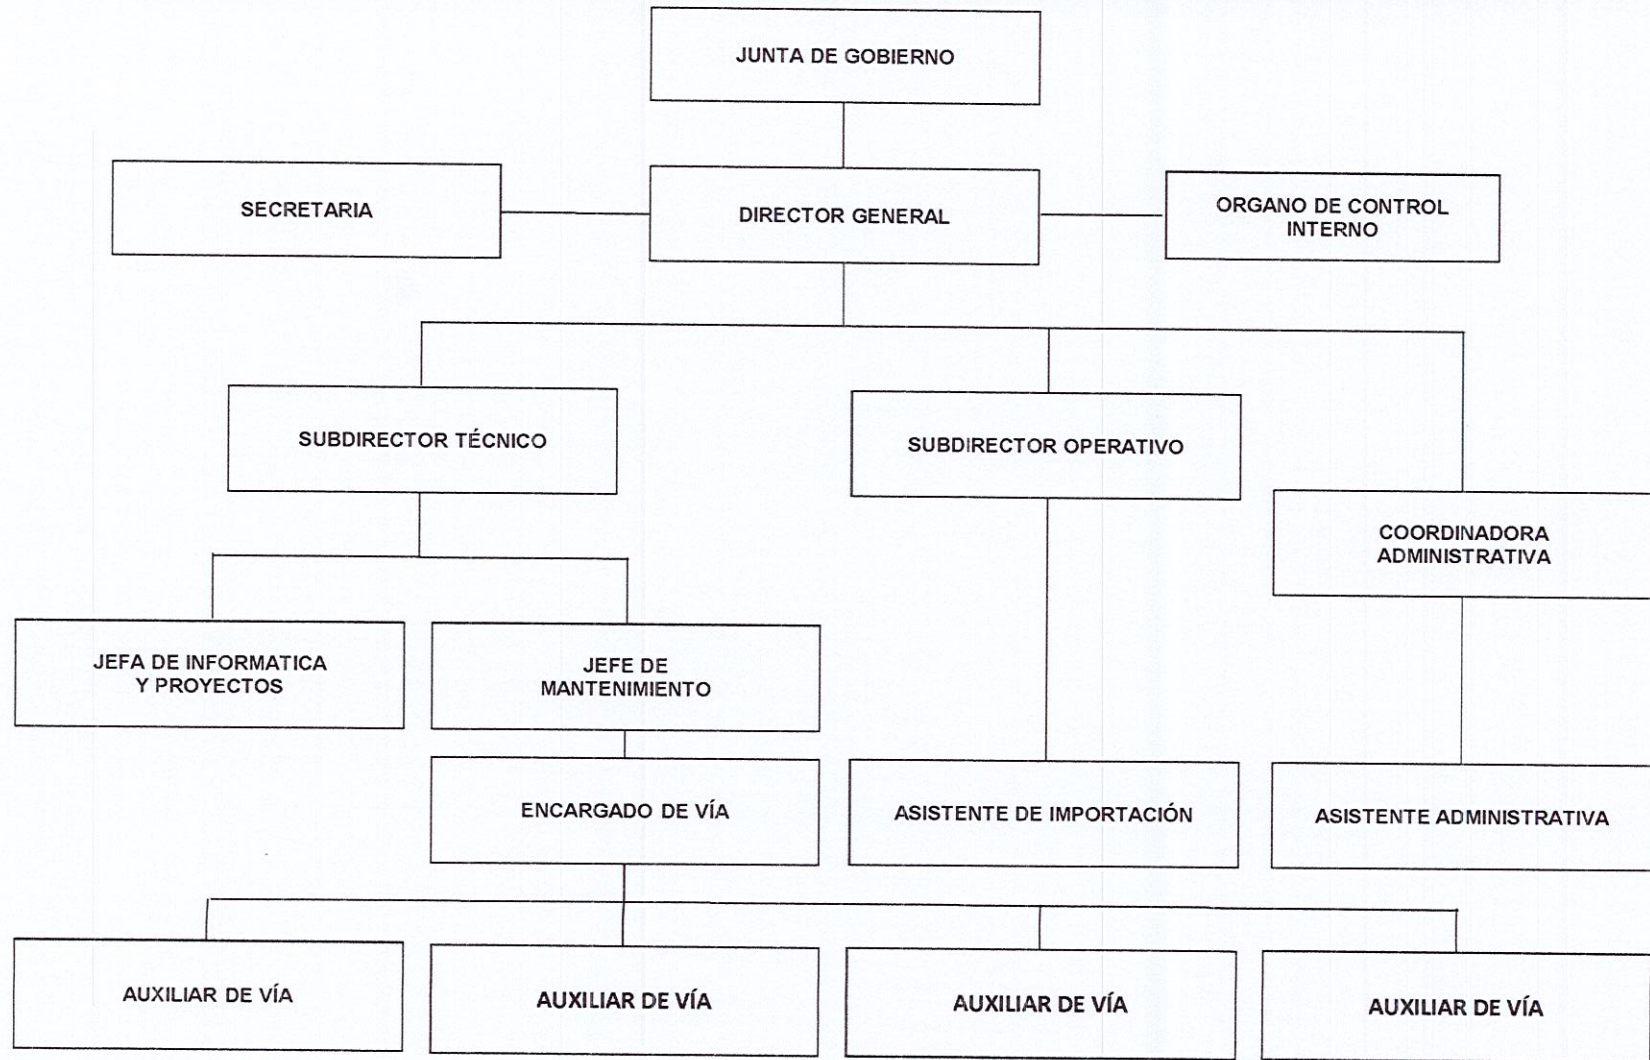 JUNTA DE GOBIERNO
SECRETARIA
DIRECTOR GENERAL
ORGANO DE CONTROL
INTERNO
SUBDIRECTOR TÉCNICO
SUBDIRECTOR OPERATIVO
COORDINADORA
ADMINISTRATIVA
JEFA DE INFORMATICA
Y PROYECTOS
JEFE DE
MANTENIMIENTO
ENCARGADO DE VÍA
ASISTENTE DE IMPORTACIÓN
ASISTENTE ADMINISTRATIVA
AUXILIAR DE VÍA
AUXILIAR DE VÍA
AUXILIAR DE VÍA
AUXILIAR DE VÍA